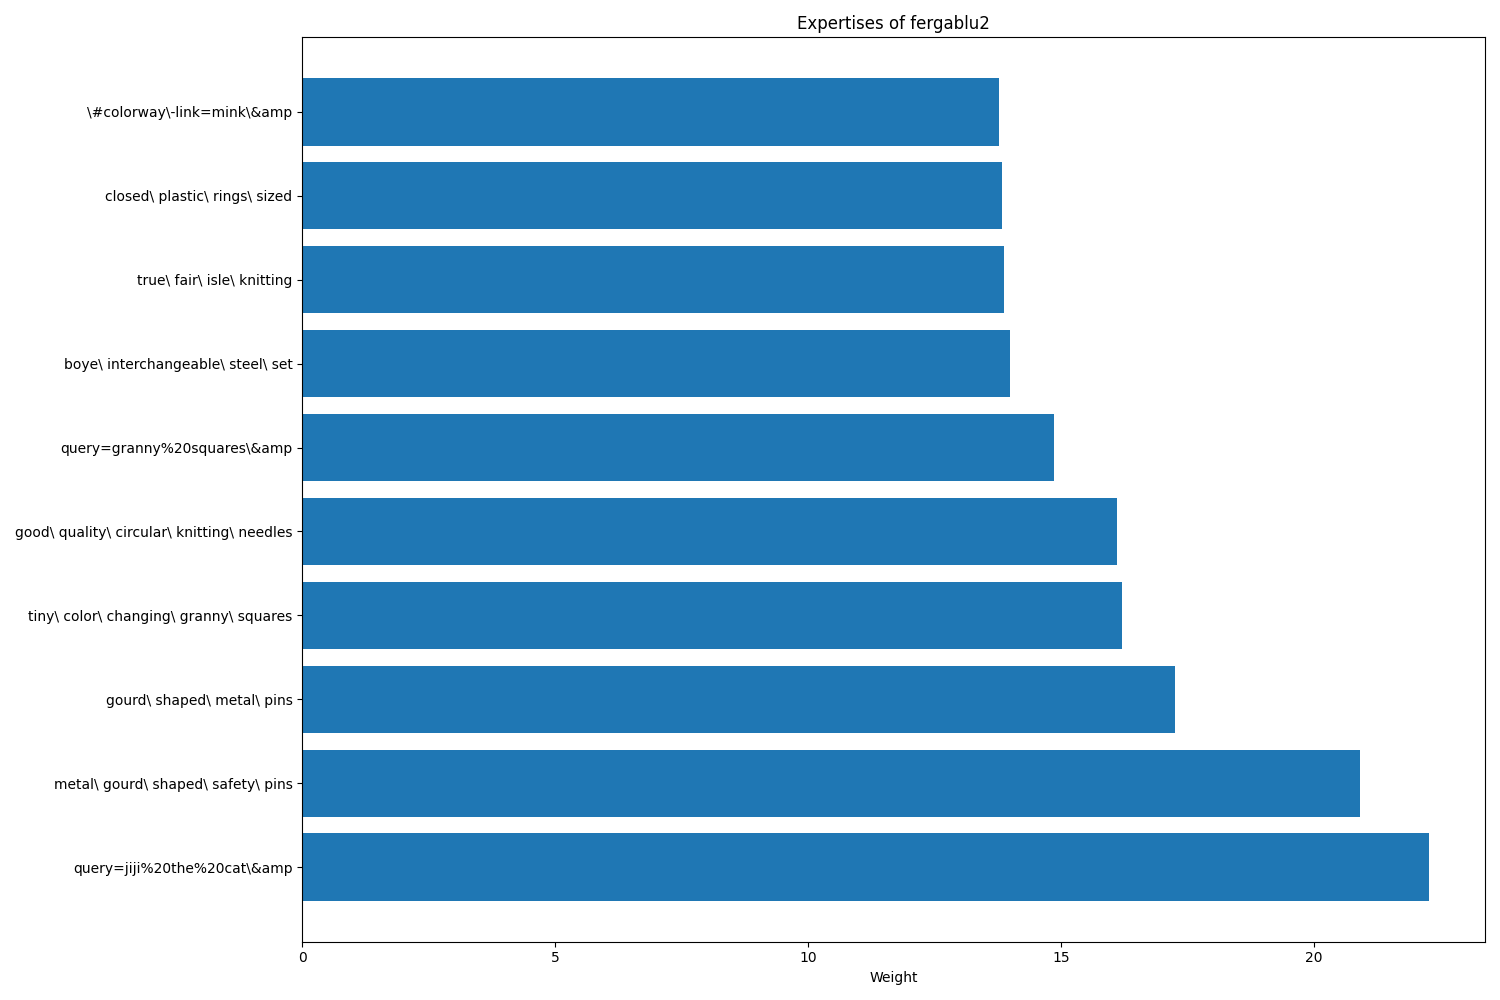 Expertises of fergablu2
\#colorway\-link=mink\&amp
closed\ plastic\ rings\ sized
true\ fair\ isle\ knitting
boye\ interchangeable\ steel\ set
query=granny%20squares\&amp
good\ quality\ circular\ knitting\ needles
tiny\ color\ changing\ granny\ squares
gourd\ shaped\ metal\ pins
metal\ gourd\ shaped\ safety\ pins
query=jiji%20the%20cat\&amp
0 5 10 15 20
Weight